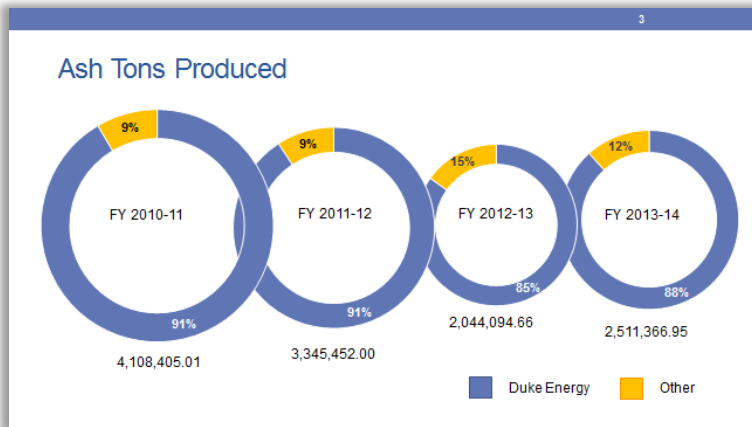 3
Ash Tons Produced
9%
FY 2010-11
91%
4,108,405.01
9%
FY 2011-12
91%
3,345,452.00
15%
FY 2012-13
85%
2,044,094.66
12%
FY 2013-14
88%
2,511,366.95
Duke Energy
Other